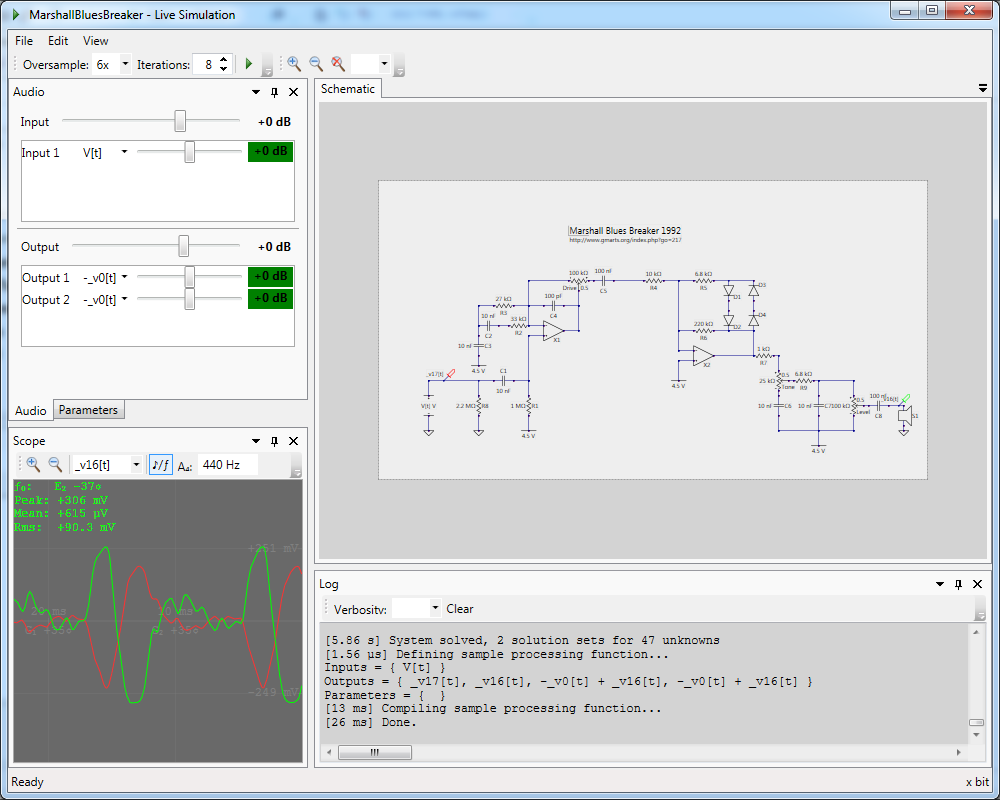 MarshallBluesBreaker - Live Simulation
File Edit View
Oversample: 6x Iterations: 8
Audio
Input +0 dB
Input 1 V[t] +0 dB
Output +0 dB
Output 1 -_v0[t] +0 dB
Output 2 -_v0[t] +0 dB
Audio Parameters
Scope
_v16[t] ♪/f A₄: 440 Hz
f₀: E₂ -37¢
Peak: +306 mV
Mean: +615 µV
Rms: +90.3 mV
+251 mV
-249 mV
Schematic
Marshall Blues Breaker 1992
http://www.gmarts.org/index.php?go=217
100 kΩ
Drive 0.5
100 nF
C5
10 kΩ
R4
6.8 kΩ
R5
D1
D3
D2
D4
27 kΩ
R3
100 pF
C4
10 nF
C2
33 kΩ
R2
X1
10 nF C3
4.5 V
220 kΩ
R6
X2
4.5 V
1 kΩ
R7
_v17[t]
C1
10 nF
V[t] V
2.2 MΩ R8
1 MΩ R1
4.5 V
25 kΩ
0.5
Tone
6.8 kΩ
R9
10 nF C6
10 nF C7
100 kΩ
0.5
Level
100 nF
C8
_v16[t]
S1
4.5 V
Log
Verbosity: Clear
[5.86 s] System solved, 2 solution sets for 47 unknowns
[1.56 µs] Defining sample processing function...
Inputs = { V[t] }
Outputs = { _v17[t], _v16[t], -_v0[t] + _v16[t], -_v0[t] + _v16[t] }
Parameters = { }
[13 ms] Compiling sample processing function...
[26 ms] Done.
Ready x bit